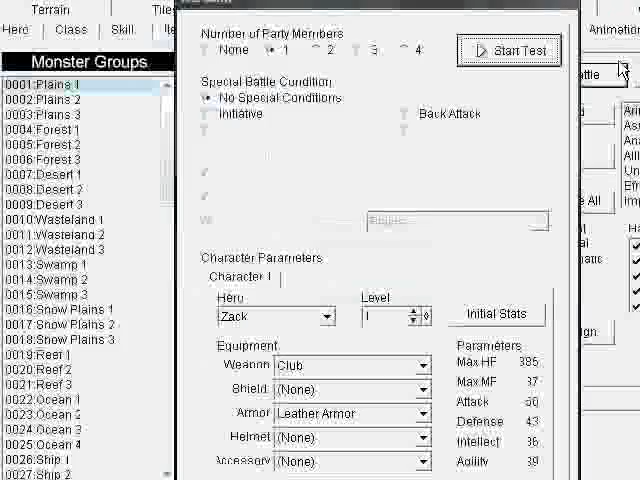 Terrain
Hero Class Skill
Animation
Monster Groups
0001:Plains 1
0002:Plains 2
0003:Plains 3
0004:Forest 1
0005:Forest 2
0006:Forest 3
0007:Desert 1
0008:Desert 2
0009:Desert 3
0010:Wasteland 1
0011:Wasteland 2
0012:Wasteland 3
0013:Swamp 1
0014:Swamp 2
0015:Swamp 3
0016:Snow Plains 1
0017:Snow Plains 2
0018:Snow Plains 3
0019:Reef 1
0020:Reef 2
0021:Reef 3
0022:Ocean 1
0023:Ocean 2
0024:Ocean 3
0025:Ocean 4
0026:Ship 1
0027:Ship 2
Number of Party Members
None 1 2 3 4
Start Test
Special Battle Condition
No Special Conditions
Initiative Back Attack
Character Parameters
Character 1
Hero Level
Zack 1
Initial Stats
Equipment
Weapon Club
Shield (None)
Armor Leather Armor
Helmet (None)
Accessory (None)
Parameters
Max HP 385
Max MP 37
Attack
Defense 43
Intellect 36
Agility 39